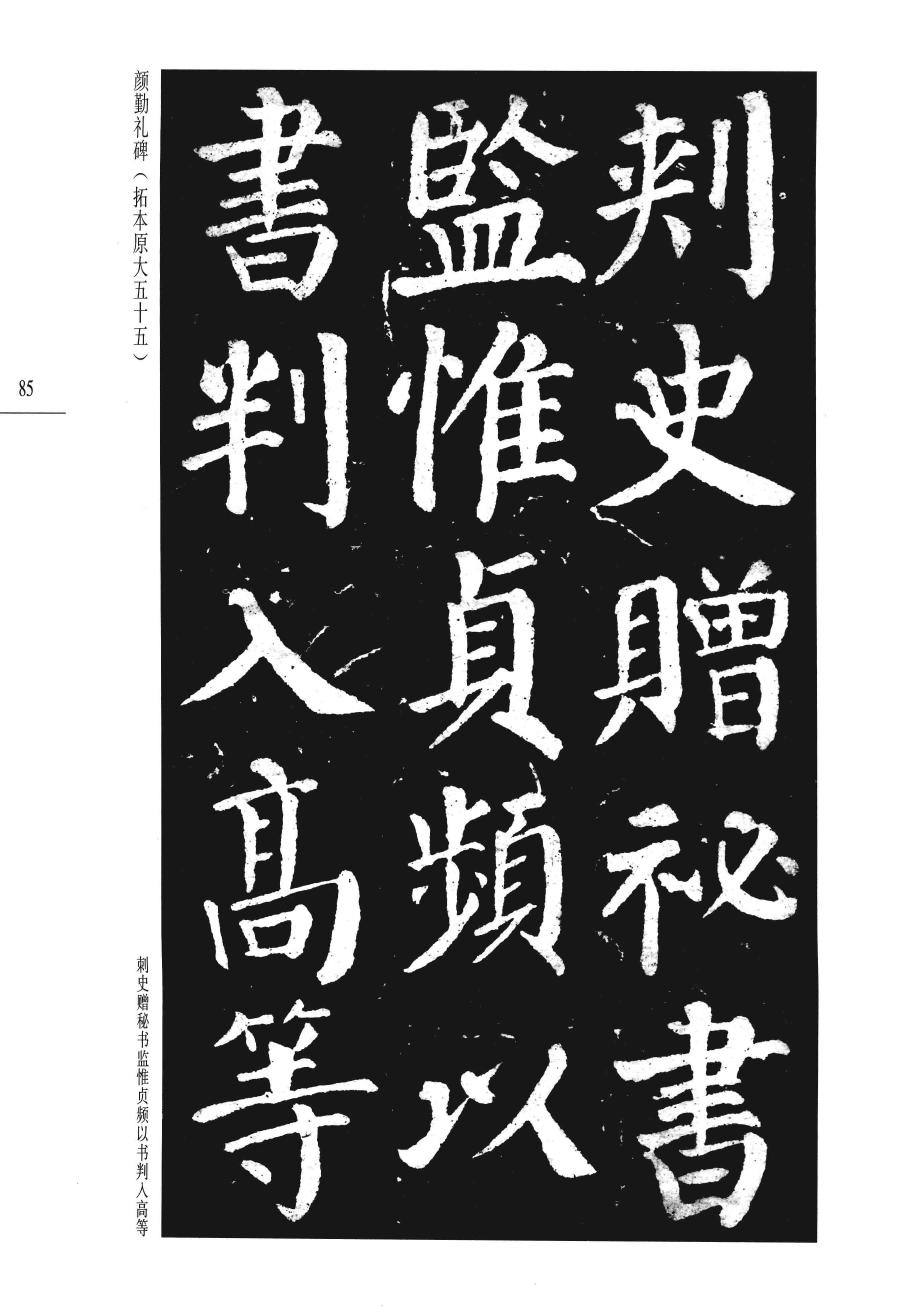 刺史贈祕書
監惟貞頻以
書判入高等
颜勤礼碑（拓本原大五十五）
刺史赠秘书监惟贞频以书判入高等
85